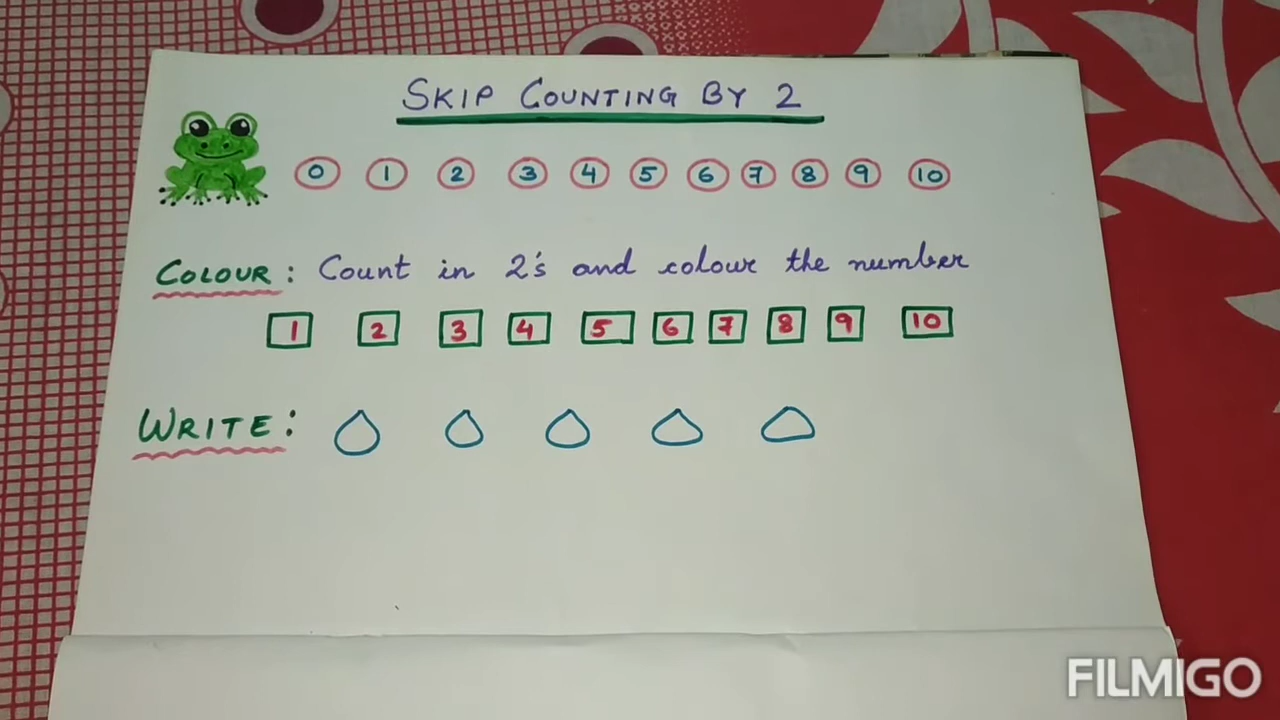 SKIP COUNTING BY 2
0 1 2 3 4 5 6 7 8 9 10
COLOUR: Count in 2's and colour the number
1 2 3 4 5 6 7 8 9 10
WRITE:
FILMIGO